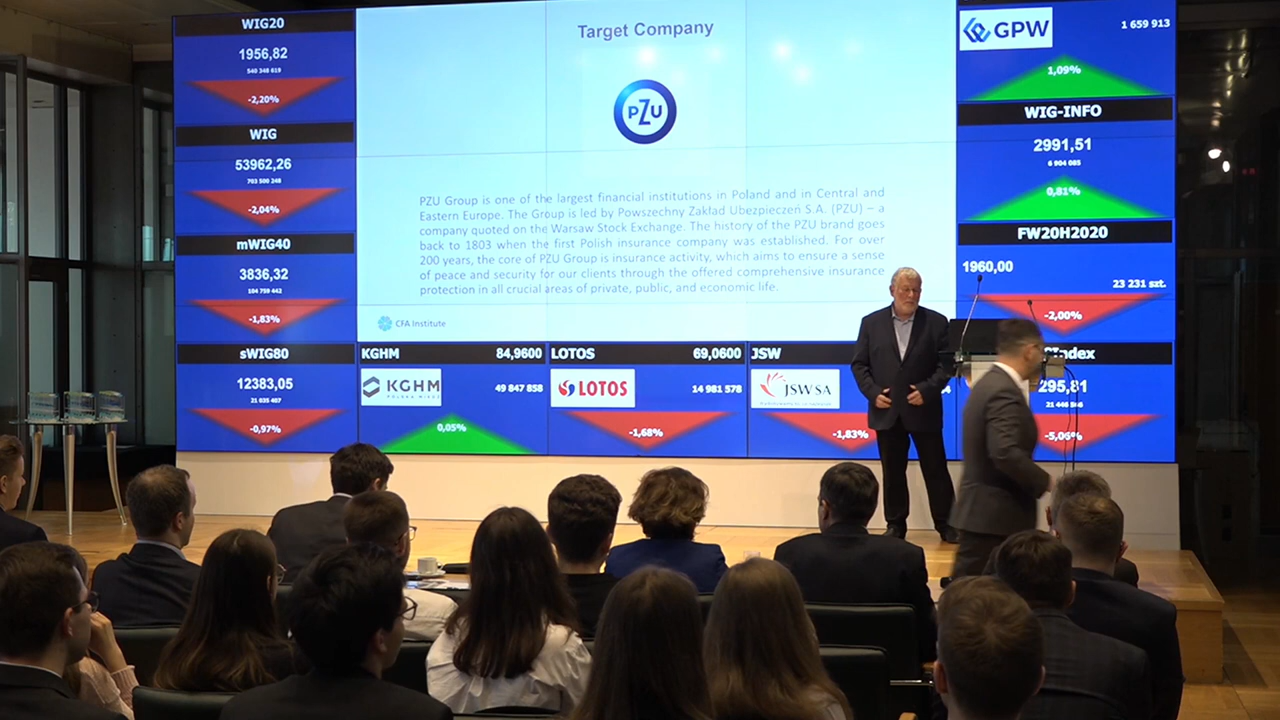 WIG20
1956,82
540 346 619
-2,20%
WIG
53962,26
703 500 248
-2,04%
mWIG40
3836,32
104 759 442
-1,83%
sWIG80
12383,05
21 035 407
-0,97%
Target Company
PZU
PZU Group is one of the largest financial institutions in Poland and in Central and
Eastern Europe. The Group is led by Powszechny Zakład Ubezpieczeń S.A. (PZU) – a
company quoted on the Warsaw Stock Exchange. The history of the PZU brand goes
back to 1803 when the first Polish insurance company was established. For over
200 years, the core of PZU Group is insurance activity, which aims to ensure a sense
of peace and security for our clients through the offered comprehensive insurance
protection in all crucial areas of private, public, and economic life.
CFA Institute
KGHM 84,9600
KGHM
POLSKA MIEDŹ
49 847 858
0,05%
LOTOS 69,0600
LOTOS
14 981 578
-1,68%
JSW
JSW SA
-1,83%
GPW
1 659 913
1,09%
WIG-INFO
2991,51
6 904 085
0,81%
FW20H2020
1960,00
23 231 szt.
-2,00%
Index
295,81
-5,06%